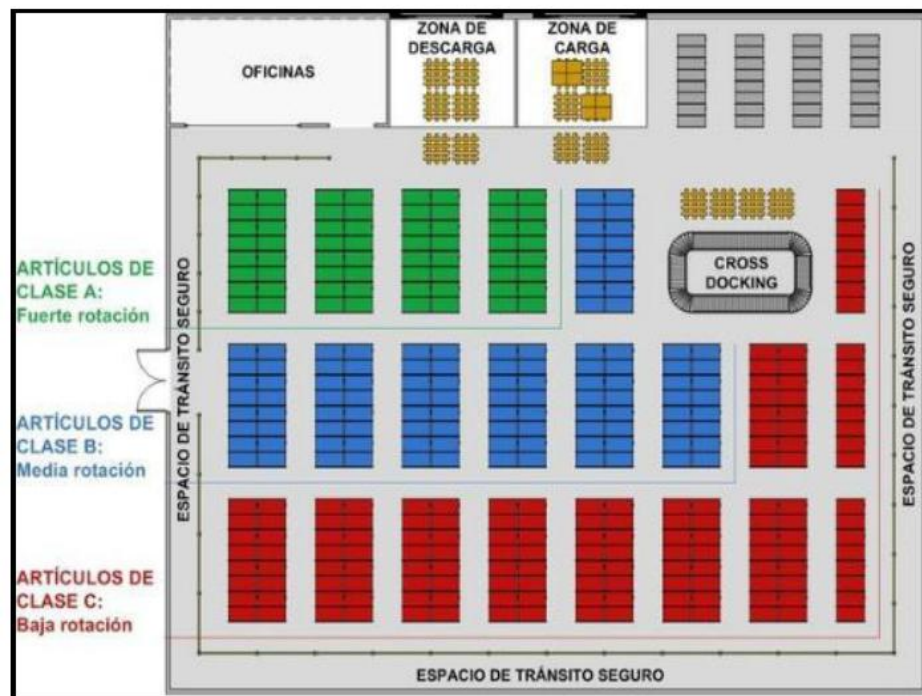 OFICINAS
ZONA DE
DESCARGA
ZONA DE
CARGA
ARTÍCULOS DE
CLASE A:
Fuerte rotación
CROSS
DOCKING
ESPACIO DE TRÁNSITO SEGURO
ESPACIO DE TRÁNSITO SEGURO
ARTÍCULOS DE
CLASE B:
Media rotación
ARTÍCULOS DE
CLASE C:
Baja rotación
ESPACIO DE TRÁNSITO SEGURO